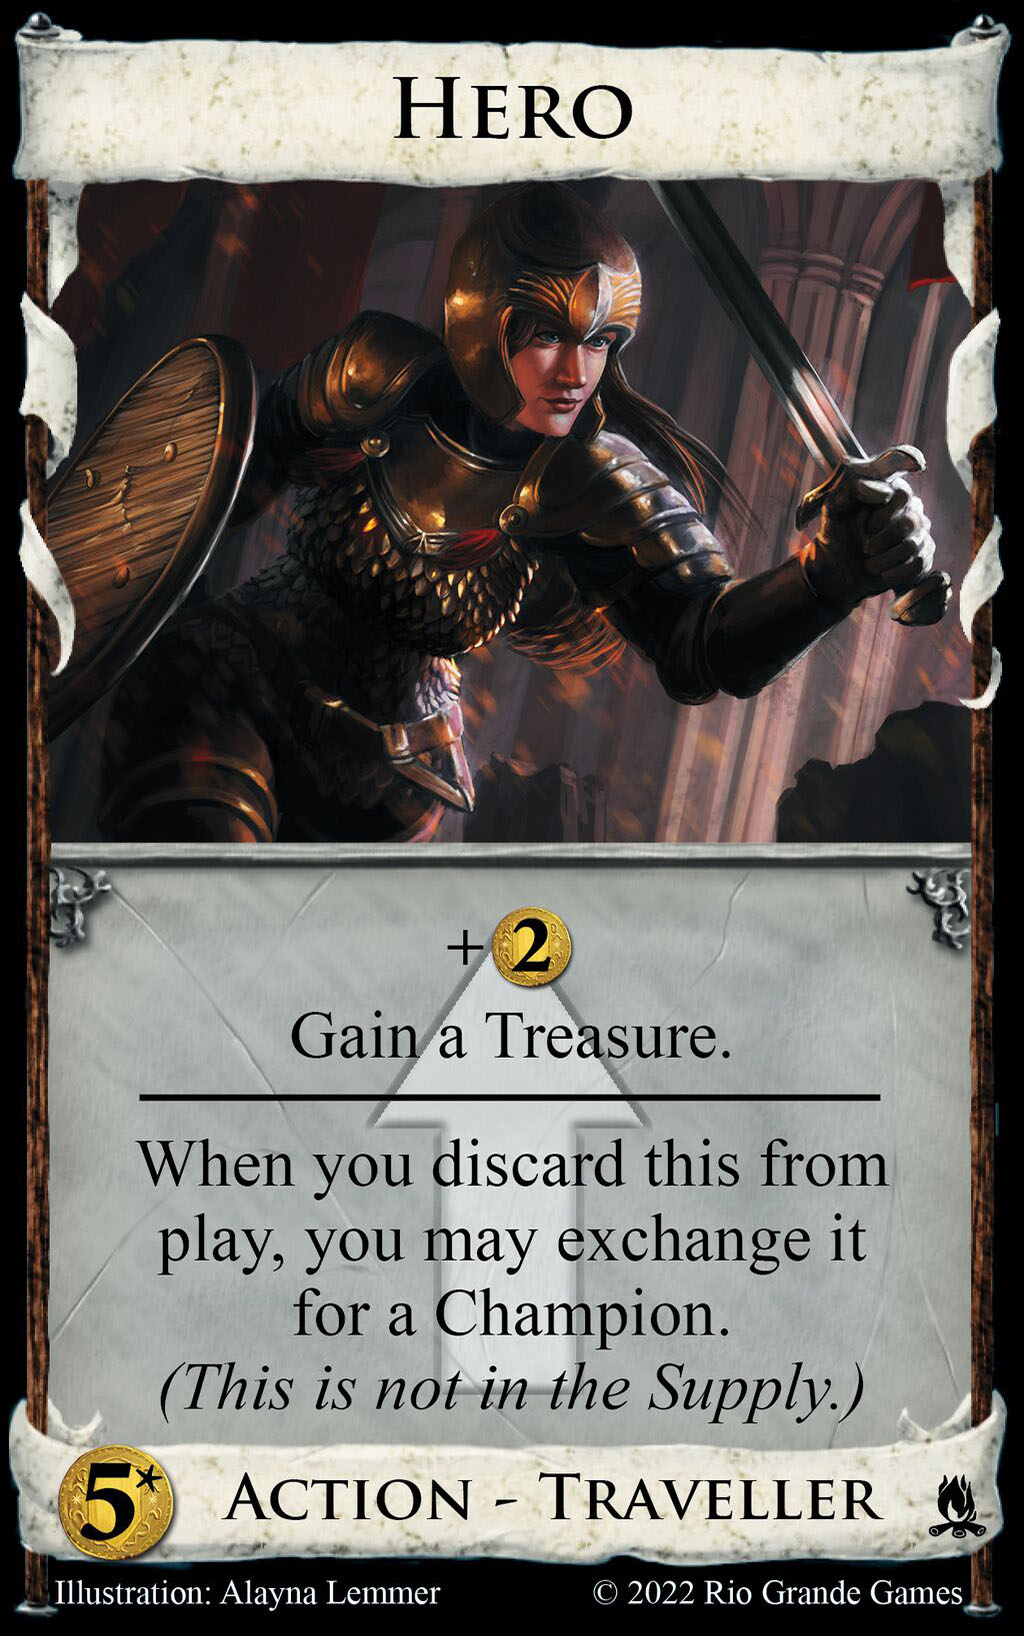 HERO
+2
Gain a Treasure.
When you discard this from
play, you may exchange it
for a Champion.
(This is not in the Supply.)
5* ACTION - TRAVELLER
Illustration: Alayna Lemmer © 2022 Rio Grande Games